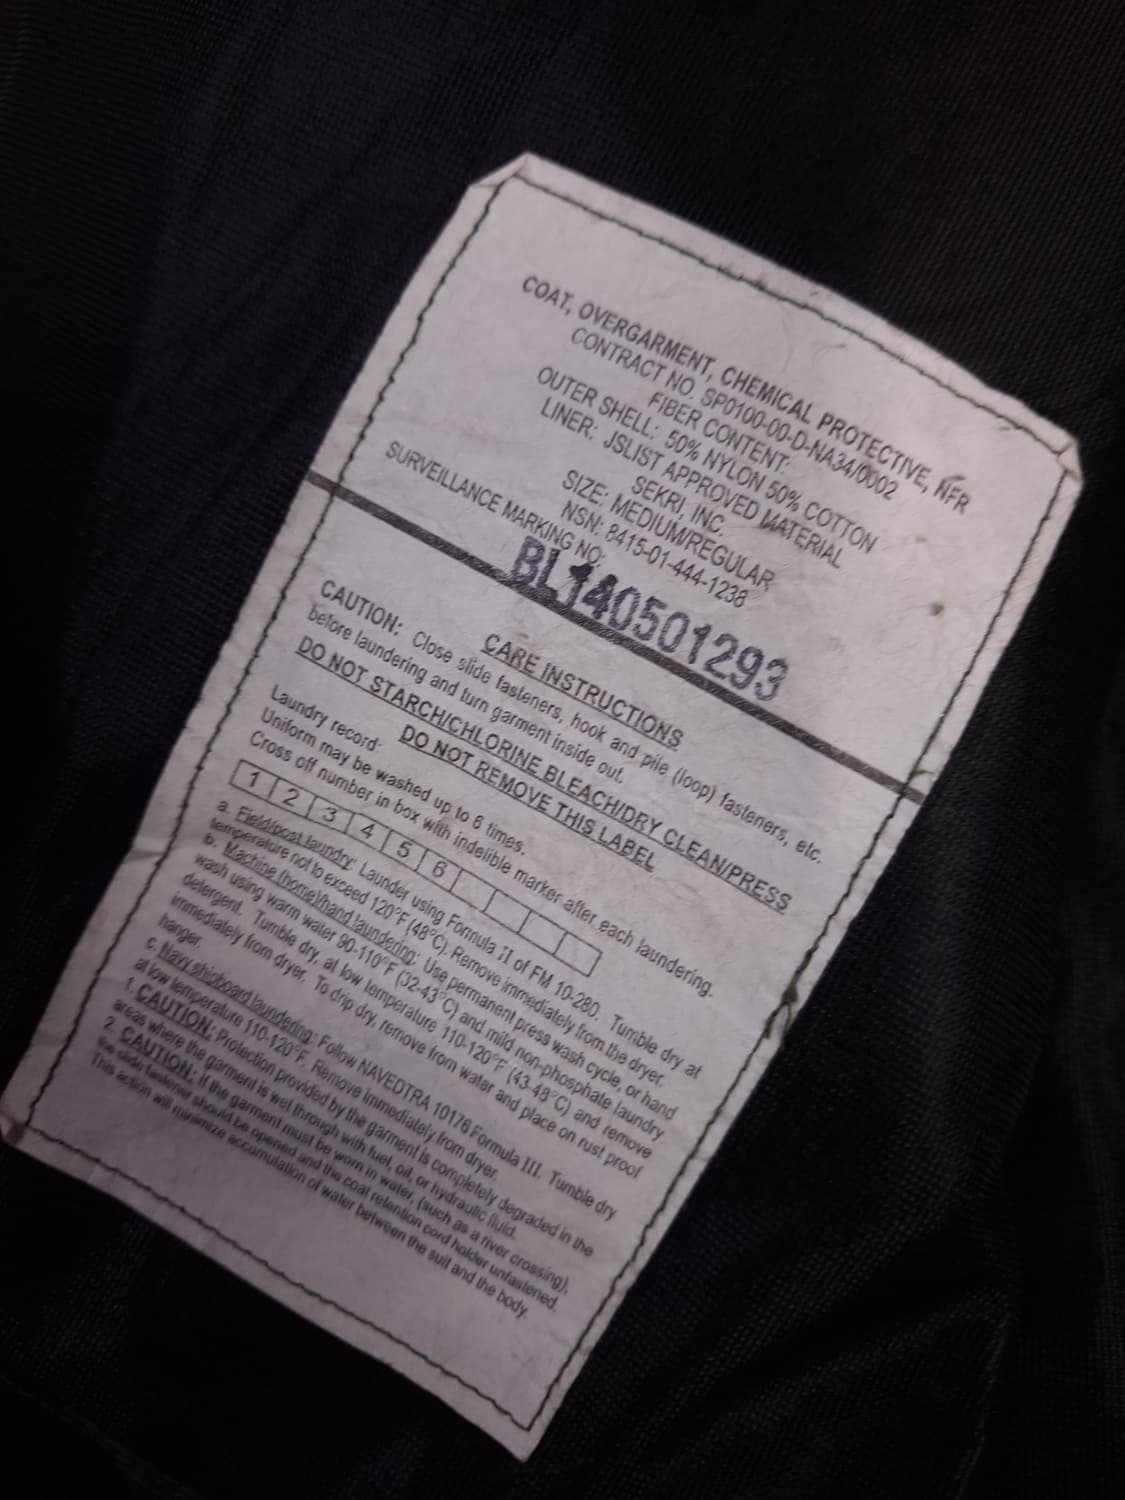 COAT, OVERGARMENT, CHEMICAL PROTECTIVE, NFR
CONTRACT NO. SP0100-00-D-NA34/0002
FIBER CONTENT:
OUTER SHELL: 50% NYLON 50% COTTON
LINER: JSLIST APPROVED MATERIAL
SEKRI, INC.
SIZE: MEDIUM/REGULAR
NSN: 8415-01-444-1238
SURVEILLANCE MARKING NO:
BL140501293
CARE INSTRUCTIONS
CAUTION: Close slide fasteners, hook and pile (loop) fasteners, etc.
before laundering and turn garment inside out.
DO NOT STARCH/CHLORINE BLEACH/DRY CLEAN/PRESS
DO NOT REMOVE THIS LABEL
Laundry record:
Uniform may be washed up to 6 times.
Cross off number in box with indelible marker after each laundering.
1 2 3 4 5 6
a. Field/post laundry: Launder using Formula II of FM 10-280. Tumble dry at
temperature not to exceed 120°F (48°C). Remove immediately from the dryer.
b. Machine (home)/hand laundering: Use permanent press wash cycle, or hand
wash using warm water 90-110°F (32-43°C) and mild non-phosphate laundry
detergent. Tumble dry, at low temperature 110-120°F (43-48°C) and remove
immediately from dryer. To drip dry, remove from water and place on rust proof
hanger.
c. Navy shipboard laundering: Follow NAVEDTRA 10176 Formula III. Tumble dry
at low temperature 110-120°F. Remove immediately from dryer.
1. CAUTION: Protection provided by the garment is completely degraded in the
areas where the garment is wet through with fuel, oil, or hydraulic fluid.
2. CAUTION: If this garment must be worn in water, (such as a river crossing),
the slide fastener should be opened and the coat retention cord holder unfastened.
This action will minimize accumulation of water between the suit and the body.